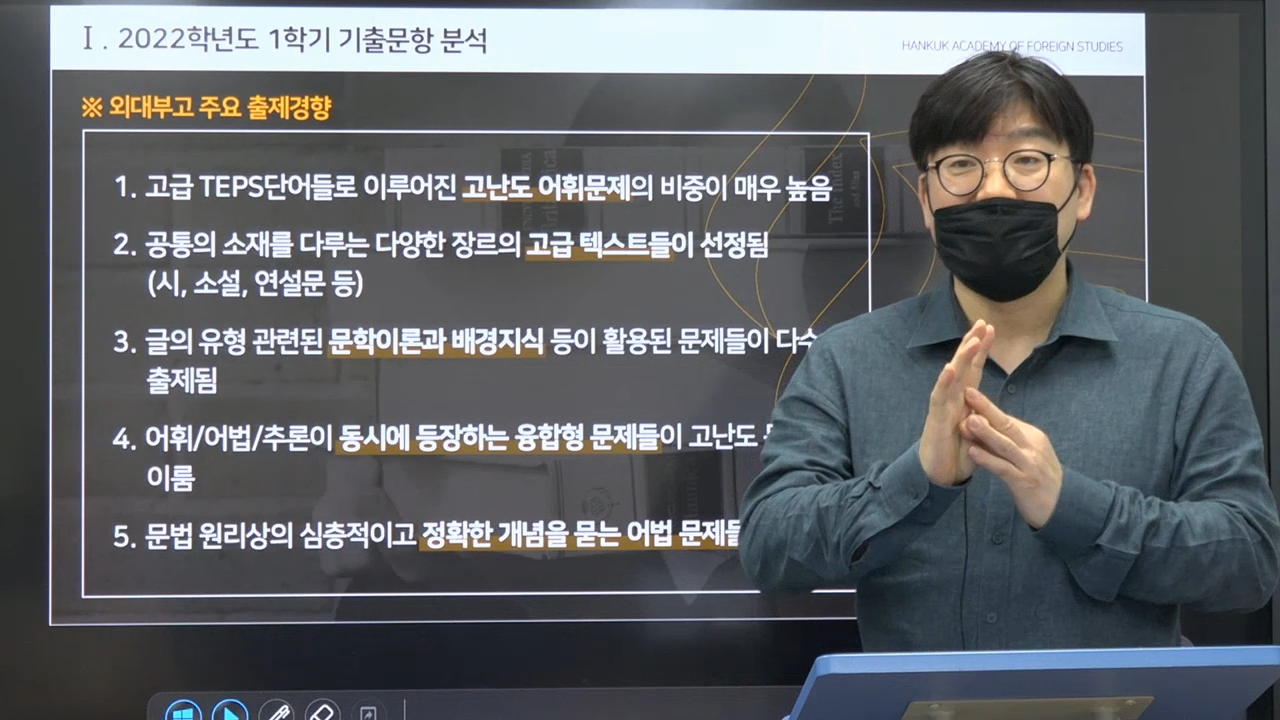 Ⅰ. 2022학년도 1학기 기출문항 분석
HANKUK ACADEMY OF FOREIGN STUDIES
※ 외대부고 주요 출제경향
1. 고급 TEPS단어들로 이루어진 고난도 어휘문제의 비중이 매우 높음
2. 공통의 소재를 다루는 다양한 장르의 고급 텍스트들이 선정됨
(시, 소설, 연설문 등)
3. 글의 유형 관련된 문학이론과 배경지식 등이 활용된 문제들이 다수
출제됨
4. 어휘/어법/추론이 동시에 등장하는 융합형 문제들이 고난도
이룸
5. 문법 원리상의 심층적이고 정확한 개념을 묻는 어법 문제들